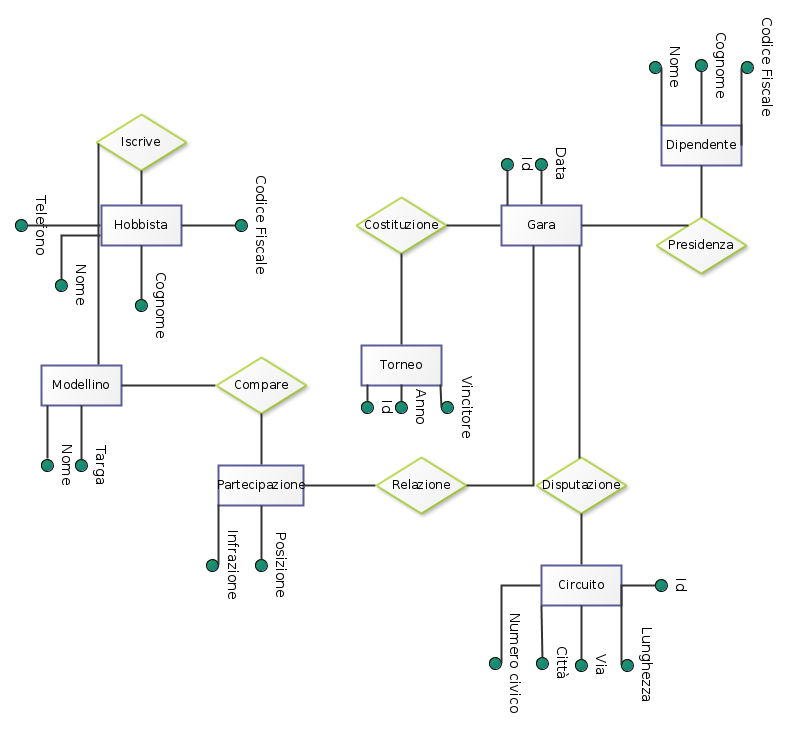 Codice Fiscale
Cognome
Nome
Dipendente
Iscrive
Data
Id
Telefono
Hobbista
Codice Fiscale
Costituzione
Gara
Presidenza
Nome
Cognome
Torneo
Modellino
Compare
Id
Anno
Vincitore
Nome
Targa
Partecipazione
Relazione
Disputazione
Infrazione
Posizione
Circuito
Id
Numero civico
Città
Via
Lunghezza